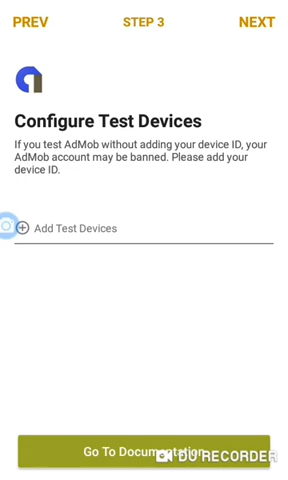 PREV STEP 3 NEXT
Configure Test Devices
If you test AdMob without adding your device ID, your
AdMob account may be banned. Please add your
device ID.
Add Test Devices
Go To Documentation
DU RECORDER